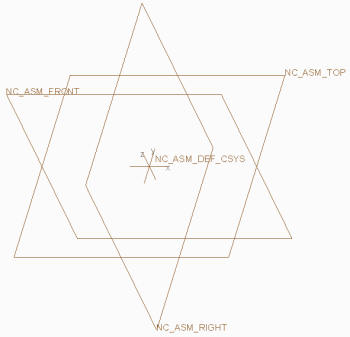 NC_ASM_TOP
NC_ASM_FRONT
z y
NC_ASM_DEF_CSYS
x
NC_ASM_RIGHT